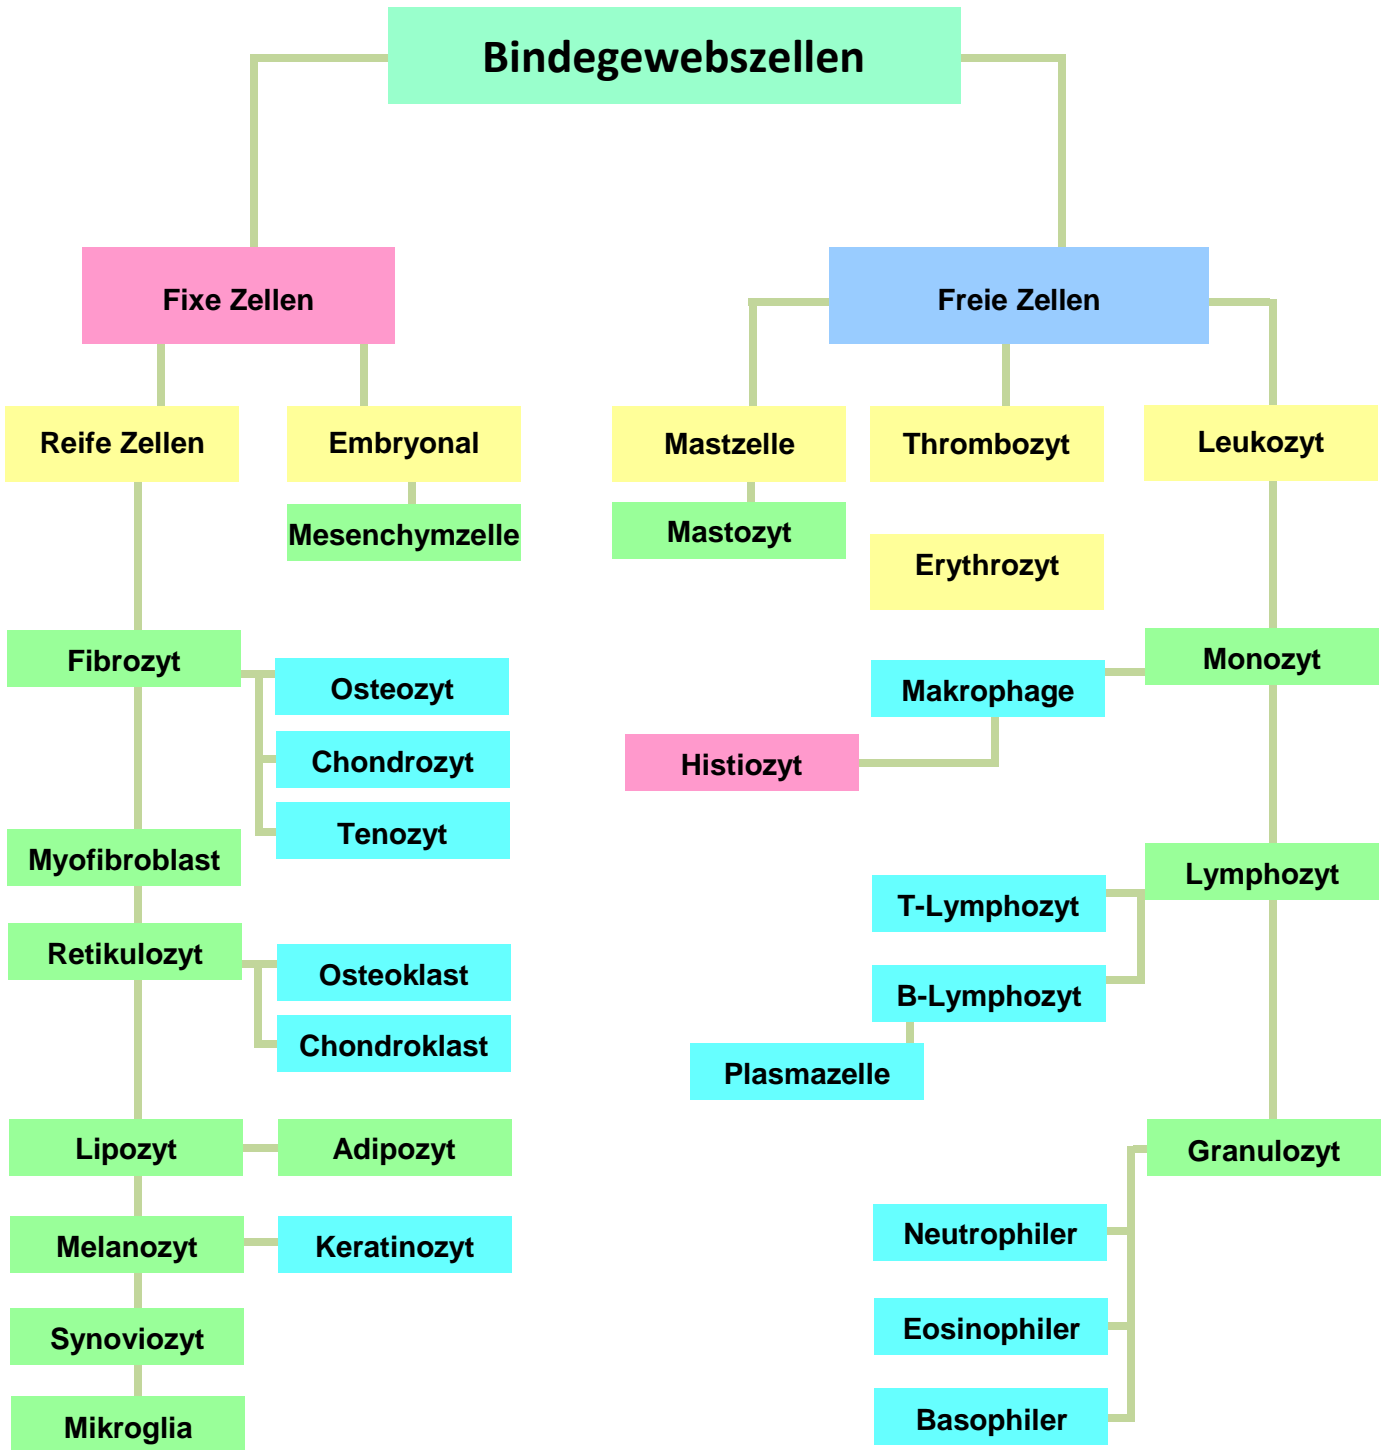 Bindegewebszellen
Fixe Zellen
Freie Zellen
Reife Zellen
Embryonal
Mastzelle
Thrombozyt
Leukozyt
Mesenchymzelle
Mastozyt
Erythrozyt
Fibrozyt
Osteozyt
Chondrozyt
Tenozyt
Myofibroblast
Retikulozyt
Osteoklast
Chondroklast
Lipozyt
Adipozyt
Melanozyt
Keratinozyt
Synoviozyt
Mikroglia
Monozyt
Makrophage
Histiozyt
Lymphozyt
T-Lymphozyt
B-Lymphozyt
Plasmazelle
Granulozyt
Neutrophiler
Eosinophiler
Basophiler